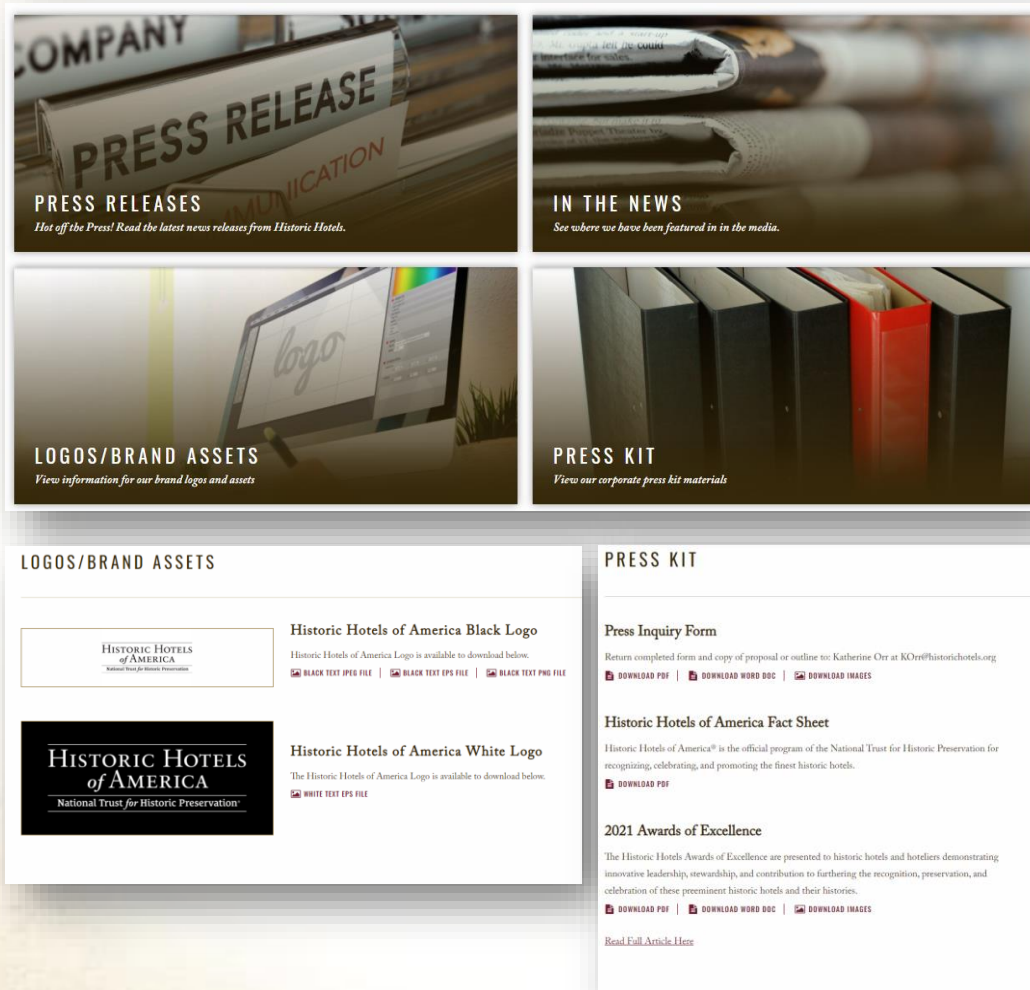 COMPANY
PRESS RELEASE
COMMUNICATION
PRESS RELEASES
Hot off the Press! Read the latest news releases from Historic Hotels.
felt he could
interface for sales.
Puppet Theater by
IN THE NEWS
See where we have been featured in in the media.
logo
LOGOS/BRAND ASSETS
View information for our brand logos and assets
PRESS KIT
View our corporate press kit materials
LOGOS/BRAND ASSETS
HISTORIC HOTELS
of AMERICA
National Trust for Historic Preservation
Historic Hotels of America Black Logo
Historic Hotels of America Logo is available to download below.
BLACK TEXT JPEG FILE | BLACK TEXT EPS FILE | BLACK TEXT PNG FILE
HISTORIC HOTELS
of AMERICA
National Trust for Historic Preservation
Historic Hotels of America White Logo
The Historic Hotels of America Logo is available to download below.
WHITE TEXT EPS FILE
PRESS KIT
Press Inquiry Form
Return completed form and copy of proposal or outline to: Katherine Orr at KOrr@historichotels.org
DOWNLOAD PDF | DOWNLOAD WORD DOC | DOWNLOAD IMAGES
Historic Hotels of America Fact Sheet
Historic Hotels of America® is the official program of the National Trust for Historic Preservation for
recognizing, celebrating, and promoting the finest historic hotels.
DOWNLOAD PDF
2021 Awards of Excellence
The Historic Hotels Awards of Excellence are presented to historic hotels and hoteliers demonstrating
innovative leadership, stewardship, and contribution to furthering the recognition, preservation, and
celebration of these preeminent historic hotels and their histories.
DOWNLOAD PDF | DOWNLOAD WORD DOC | DOWNLOAD IMAGES
Read Full Article Here